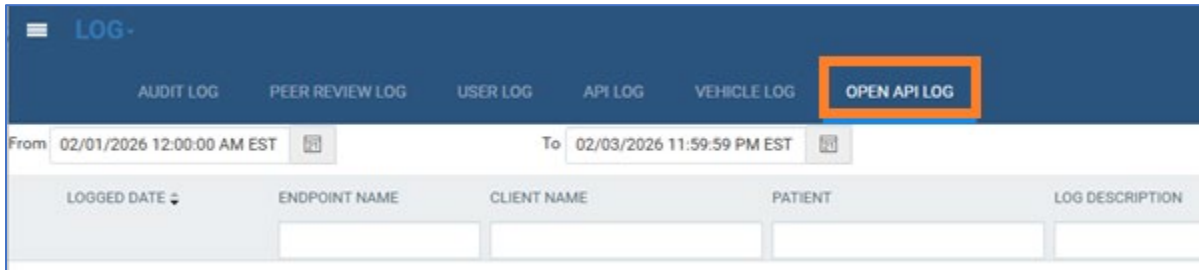 LOG
AUDIT LOG PEER REVIEW LOG USER LOG API LOG VEHICLE LOG OPEN API LOG
From 02/01/2026 12:00:00 AM EST To 02/03/2026 11:59:59 PM EST
LOGGED DATE ENDPOINT NAME CLIENT NAME PATIENT LOG DESCRIPTION